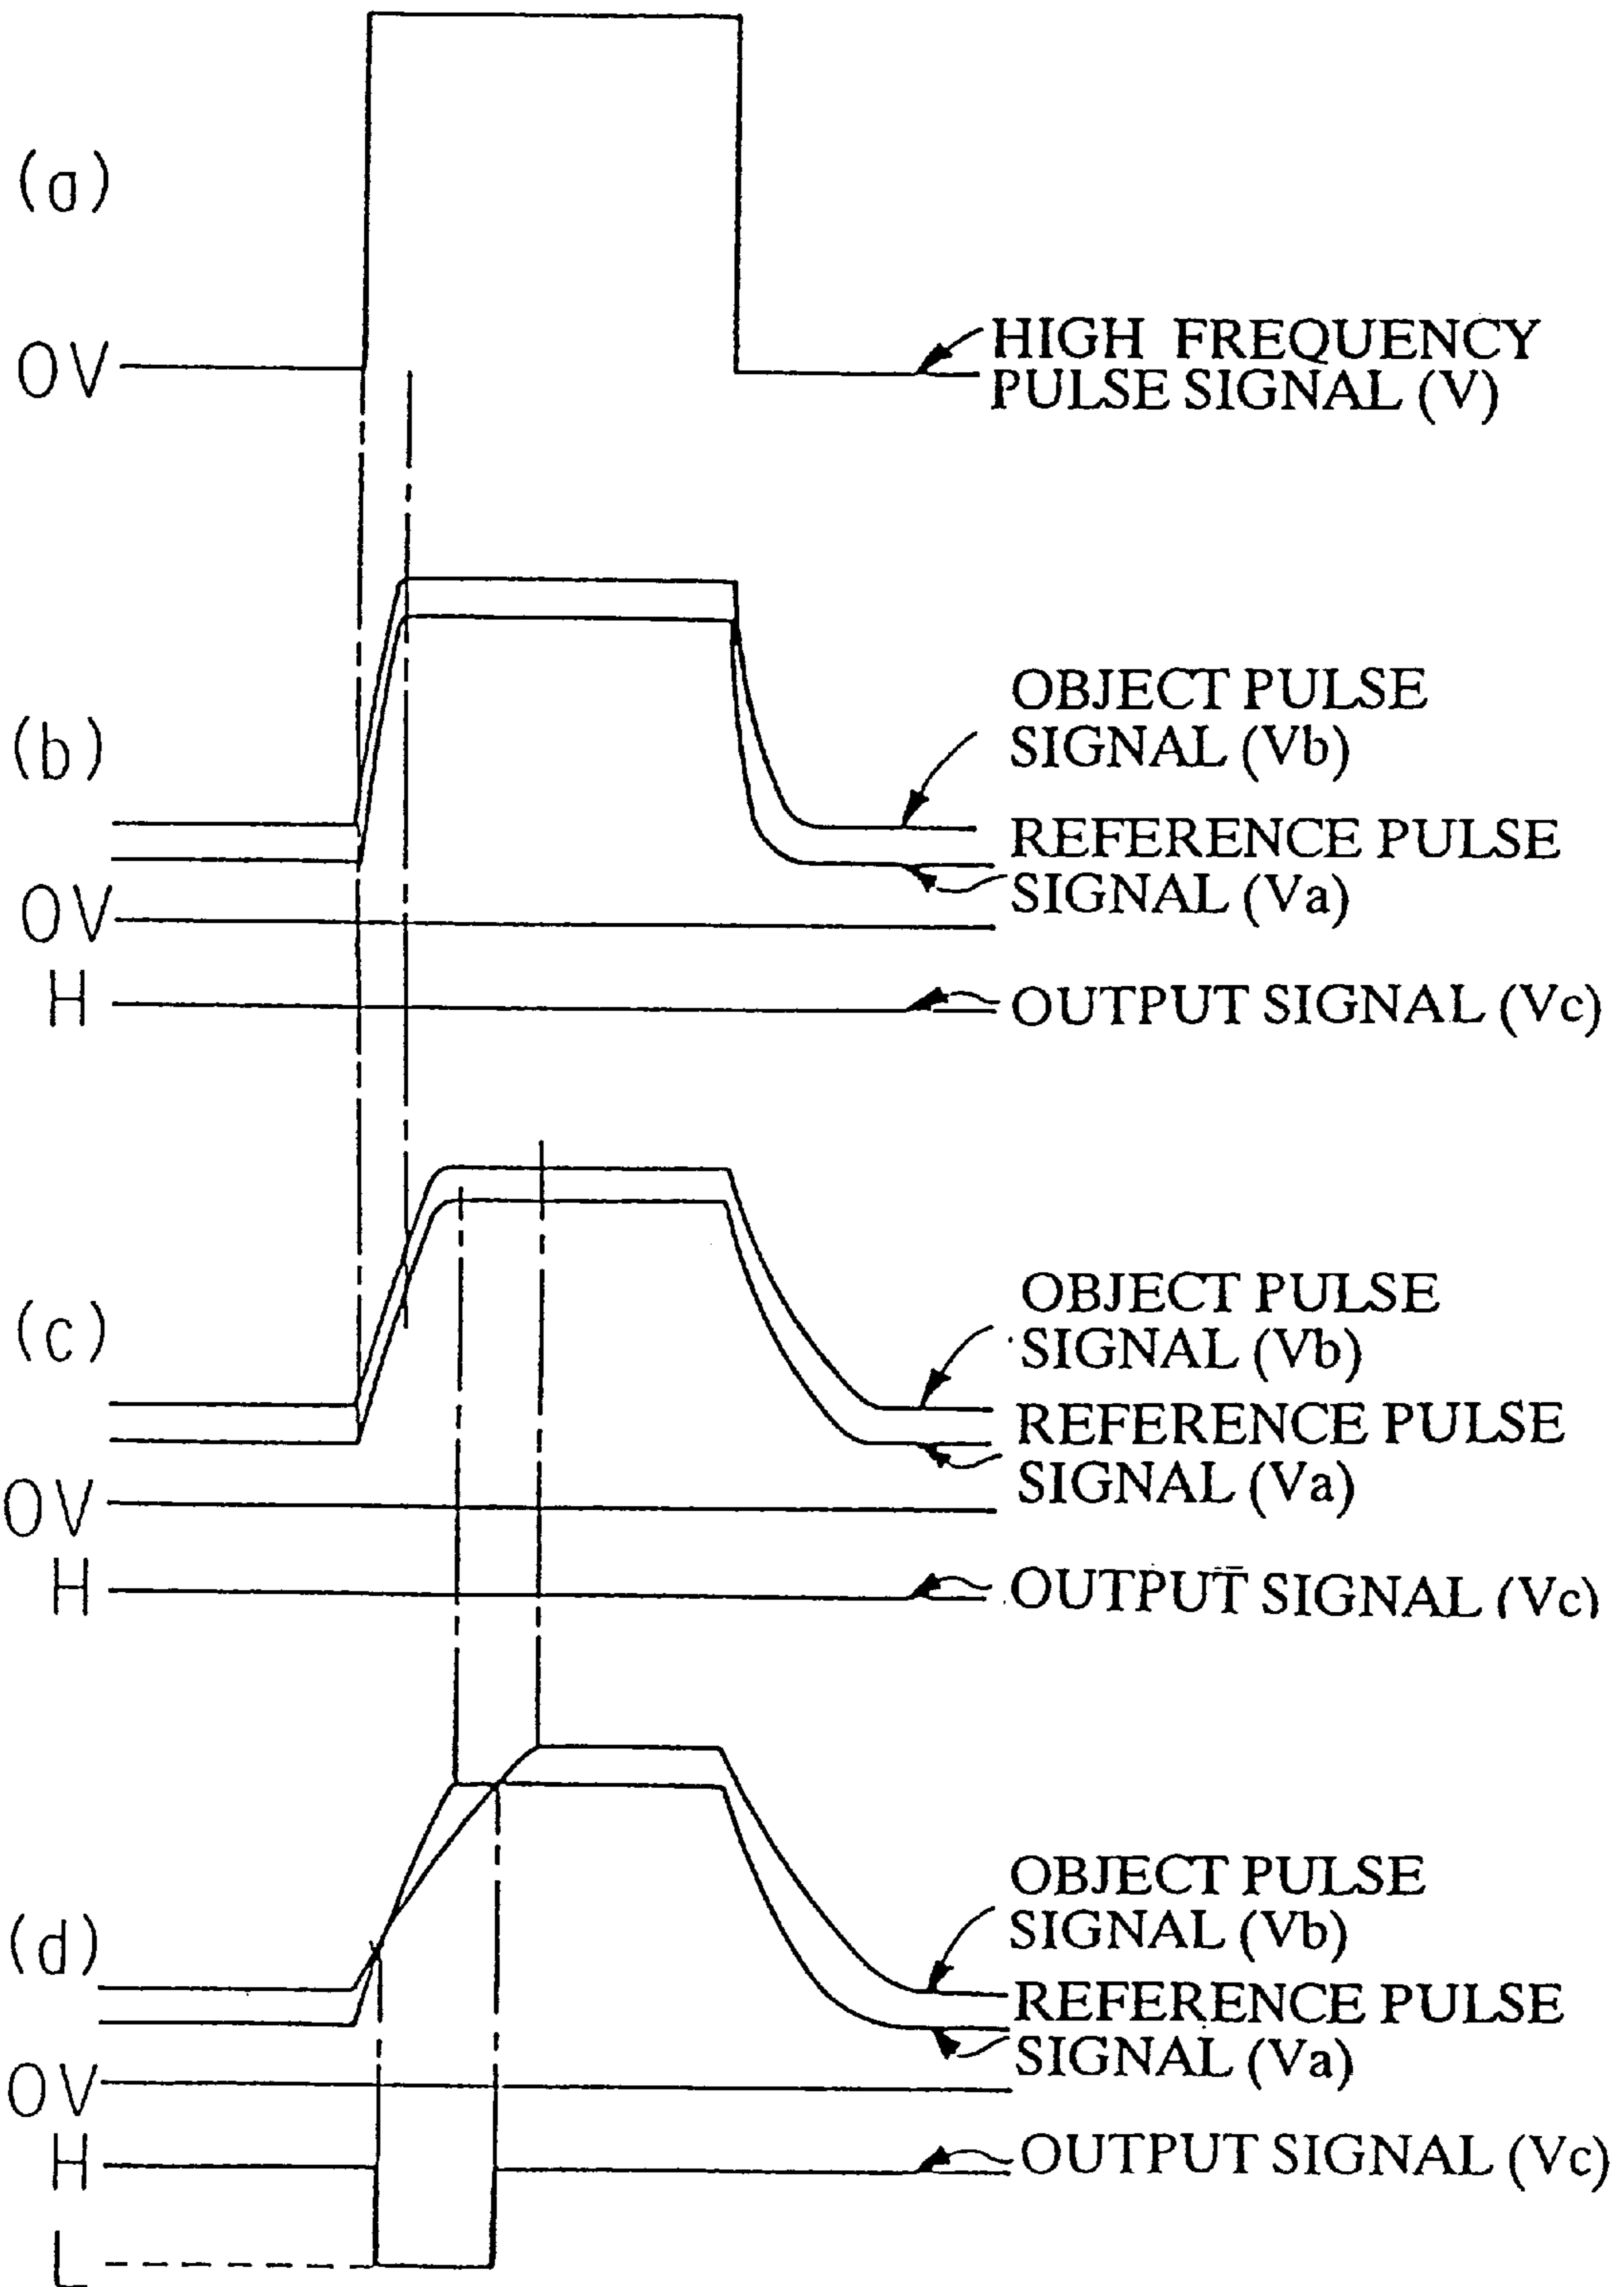 (a)
0V
HIGH FREQUENCY
PULSE SIGNAL (V)
(b)
OBJECT PULSE
SIGNAL (Vb)
REFERENCE PULSE
SIGNAL (Va)
0V
H
OUTPUT SIGNAL (Vc)
(c)
OBJECT PULSE
SIGNAL (Vb)
REFERENCE PULSE
SIGNAL (Va)
0V
H
OUTPUT SIGNAL (Vc)
(d)
OBJECT PULSE
SIGNAL (Vb)
REFERENCE PULSE
SIGNAL (Va)
0V
H
OUTPUT SIGNAL (Vc)
L